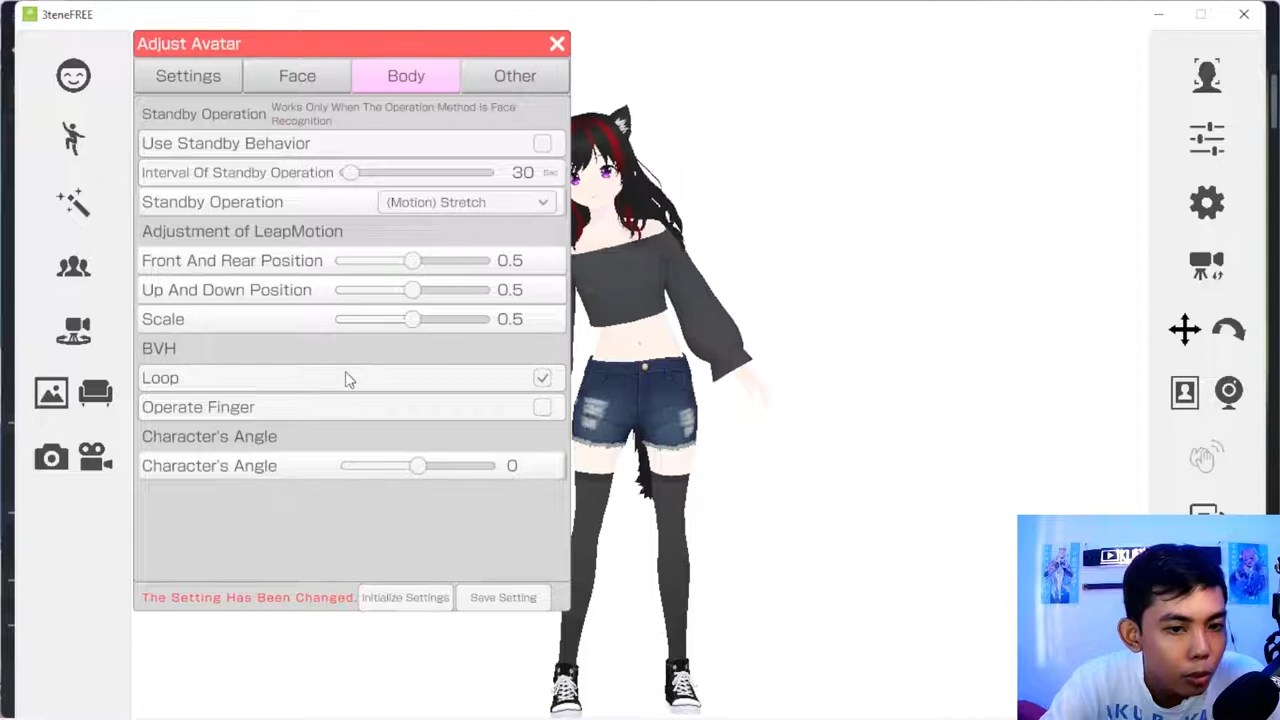 3teneFREE
Adjust Avatar
Settings Face Body Other
Standby Operation Works Only When The Operation Method Is Face
Recognition
Use Standby Behavior
Interval Of Standby Operation 30 Sec
Standby Operation (Motion) Stretch
Adjustment of LeapMotion
Front And Rear Position 0.5
Up And Down Position 0.5
Scale 0.5
BVH
Loop
Operate Finger
Character's Angle
Character's Angle 0
The Setting Has Been Changed. Initialize Settings Save Setting